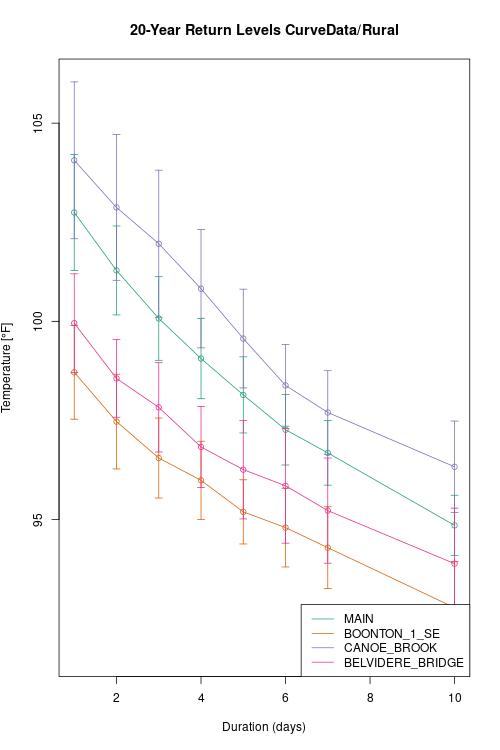 20-Year Return Levels CurveData/Rural
Temperature [°F]
105
100
95
2
4
6
8
10
Duration (days)
MAIN
BOONTON_1_SE
CANOE_BROOK
BELVIDERE_BRIDGE